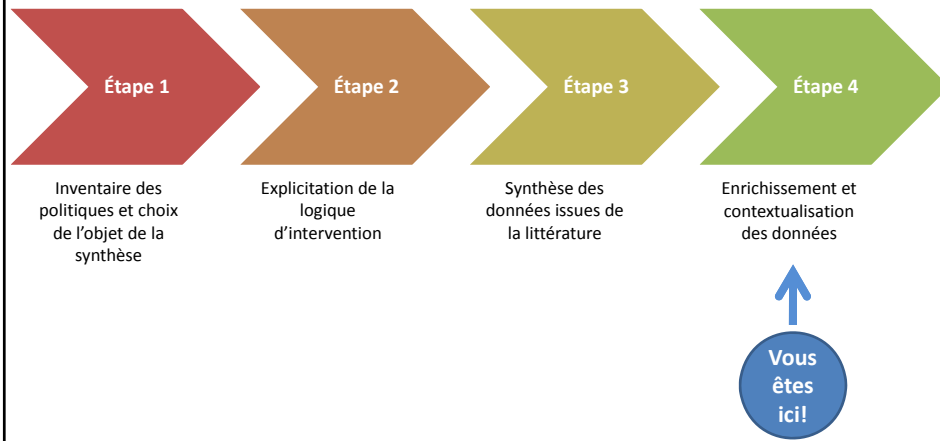 Étape 1
Étape 2
Étape 3
Étape 4
Inventaire des
politiques et choix
de l’objet de la
synthèse
Explicitation de la
logique
d’intervention
Synthèse des
données issues de
la littérature
Enrichissement et
contextualisation
des données
Vous
êtes
ici!